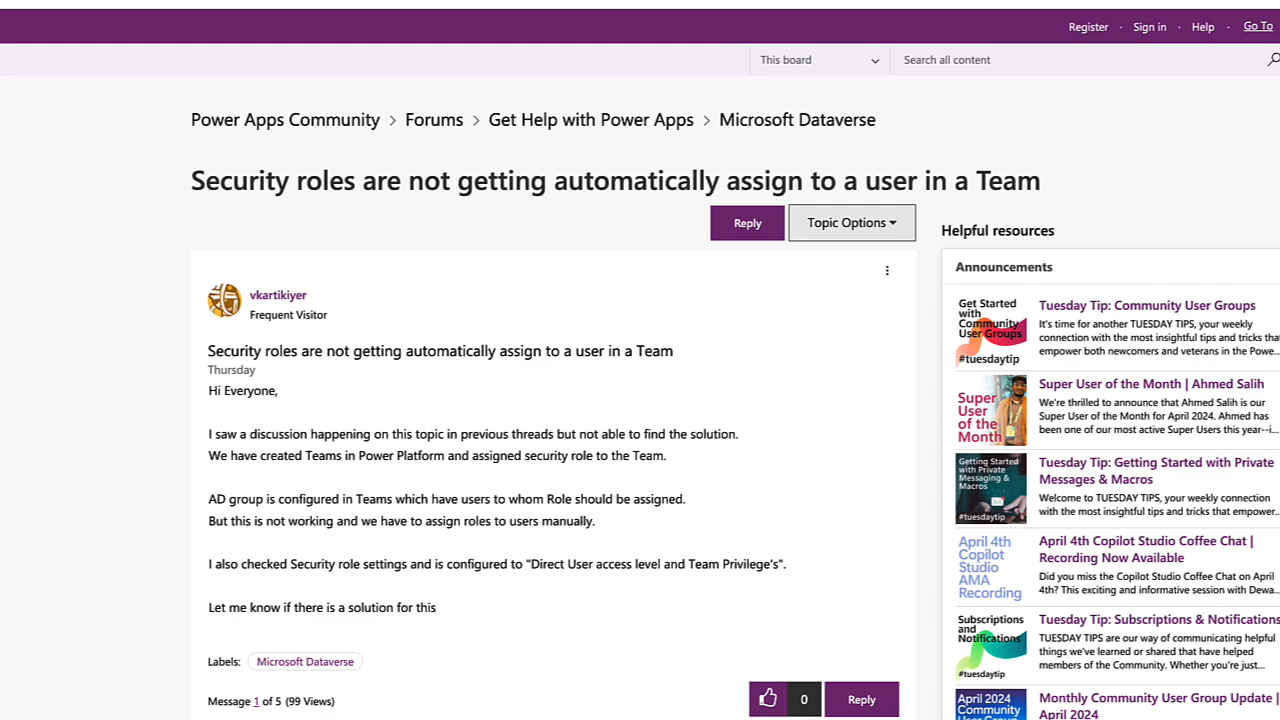 Register · Sign in · Help · Go To
This board
Search all content
Power Apps Community > Forums > Get Help with Power Apps > Microsoft Dataverse
Security roles are not getting automatically assign to a user in a Team
Reply
Topic Options
vkartikiyer
Frequent Visitor
Security roles are not getting automatically assign to a user in a Team
Thursday
Hi Everyone,
I saw a discussion happening on this topic in previous threads but not able to find the solution.
We have created Teams in Power Platform and assigned security role to the Team.
AD group is configured in Teams which have users to whom Role should be assigned.
But this is not working and we have to assign roles to users manually.
I also checked Security role settings and is configured to "Direct User access level and Team Privilege's".
Let me know if there is a solution for this
Labels: Microsoft Dataverse
Message 1 of 5 (99 Views)
0
Reply
Helpful resources
Announcements
Get Started
with
Community
User Groups
#tuesdaytip
Tuesday Tip: Community User Groups
It's time for another TUESDAY TIPS, your weekly
connection with the most insightful tips and tricks that
empower both newcomers and veterans in the Powe...
Super
User
of the
Month
Super User of the Month | Ahmed Salih
We're thrilled to announce that Ahmed Salih is our
Super User of the Month for April 2024. Ahmed has
been one of our most active Super Users this year--i...
Getting Started
with Private
Messaging &
Macros
#tuesdaytip
Tuesday Tip: Getting Started with Private
Messages & Macros
Welcome to TUESDAY TIPS, your weekly connection
with the most insightful tips and tricks that empower...
April 4th
Copilot
Studio
AMA
Recording
April 4th Copilot Studio Coffee Chat |
Recording Now Available
Did you miss the Copilot Studio Coffee Chat on April
4th? This exciting and informative session with Dewa...
Subscriptions
and
Notifications
#tuesdaytip
Tuesday Tip: Subscriptions & Notifications
TUESDAY TIPS are our way of communicating helpful
things we've learned or shared that have helped
members of the Community. Whether you're just...
April 2024
Community
User Group
Monthly Community User Group Update |
April 2024